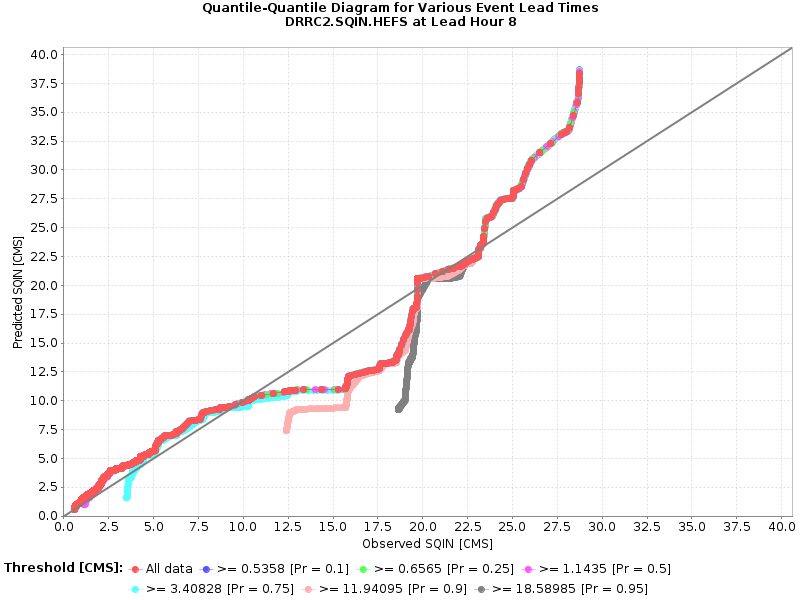 Quantile-Quantile Diagram for Various Event Lead Times
DRRC2.SQIN.HEFS at Lead Hour 8
40.0
37.5
35.0
32.5
30.0
27.5
25.0
22.5
20.0
17.5
15.0
12.5
10.0
7.5
5.0
2.5
0.0
Predicted SQIN [CMS]
0.0 2.5 5.0 7.5 10.0 12.5 15.0 17.5 20.0 22.5 25.0 27.5 30.0 32.5 35.0 37.5 40.0
Observed SQIN [CMS]
Threshold [CMS]: All data >= 0.5358 [Pr = 0.1] >= 0.6565 [Pr = 0.25] >= 1.1435 [Pr = 0.5]
>= 3.40828 [Pr = 0.75] >= 11.94095 [Pr = 0.9] >= 18.58985 [Pr = 0.95]